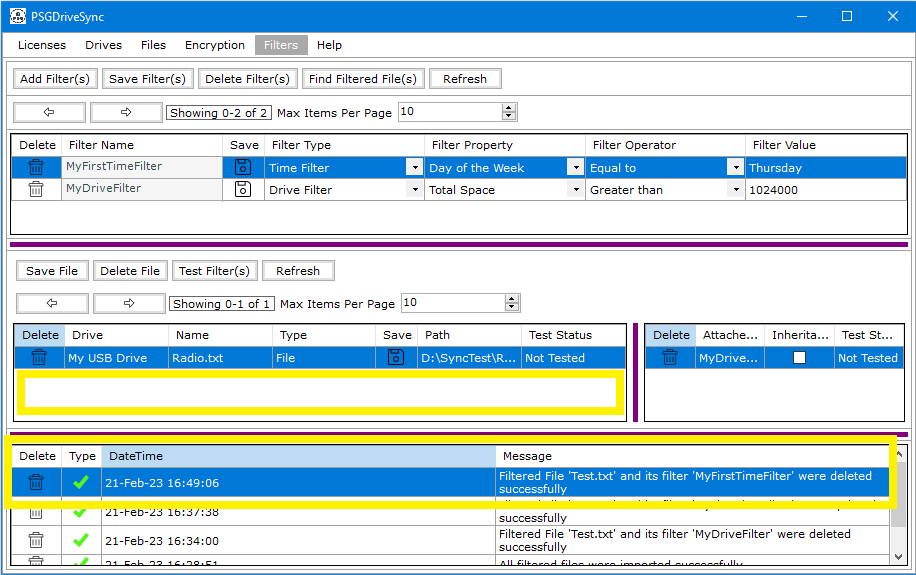 PSGDriveSync
Licenses Drives Files Encryption Filters Help
Add Filter(s) Save Filter(s) Delete Filter(s) Find Filtered File(s) Refresh
Showing 0-2 of 2 Max Items Per Page 10
Delete Filter Name Save Filter Type Filter Property Filter Operator Filter Value
MyFirstTimeFilter Time Filter Day of the Week Equal to Thursday
MyDriveFilter Drive Filter Total Space Greater than 1024000
Save File Delete File Test Filter(s) Refresh
Showing 0-1 of 1 Max Items Per Page 10
Delete Drive Name Type Save Path Test Status
My USB Drive Radio.txt File D:\SyncTest\R... Not Tested
Delete Attache... Inherita... Test St...
MyDrive... Not Tested
Delete Type DateTime Message
21-Feb-23 16:49:06 Filtered File 'Test.txt' and its filter 'MyFirstTimeFilter' were deleted
successfully
21-Feb-23 16:37:38
successfully
21-Feb-23 16:34:00 Filtered File 'Test.txt' and its filter 'MyDriveFilter' were deleted
successfully
21-Feb-23 16:28:51 All filtered files were imported successfully